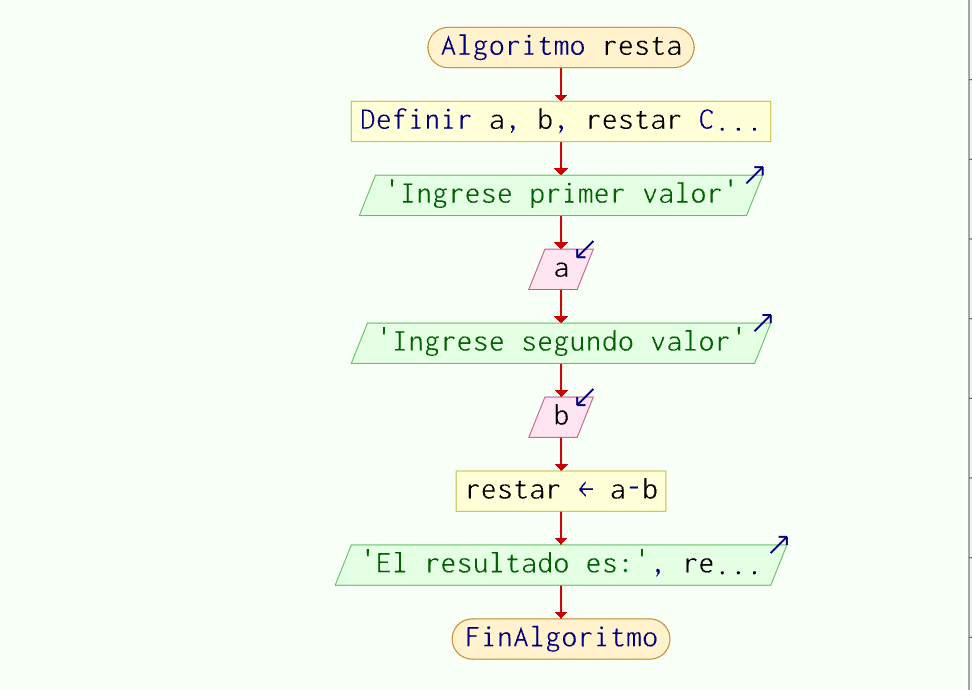 Algoritmo resta
Definir a, b, restar C...
'Ingrese primer valor'
a
'Ingrese segundo valor'
b
restar ← a-b
'El resultado es:', re...
FinAlgoritmo